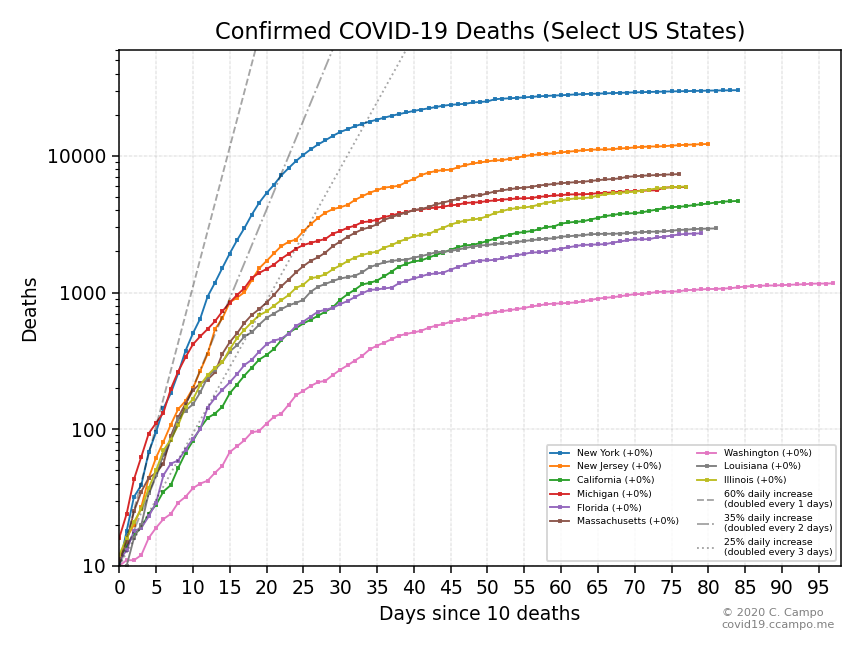 Confirmed COVID-19 Deaths (Select US States)
Deaths
10000
1000
100
10
0 5 10 15 20 25 30 35 40 45 50 55 60 65 70 75 80 85 90 95
Days since 10 deaths
New York (+0%)
New Jersey (+0%)
California (+0%)
Michigan (+0%)
Florida (+0%)
Massachusetts (+0%)
Washington (+0%)
Louisiana (+0%)
Illinois (+0%)
60% daily increase
(doubled every 1 days)
35% daily increase
(doubled every 2 days)
25% daily increase
(doubled every 3 days)
© 2020 C. Campo
covid19.ccampo.me